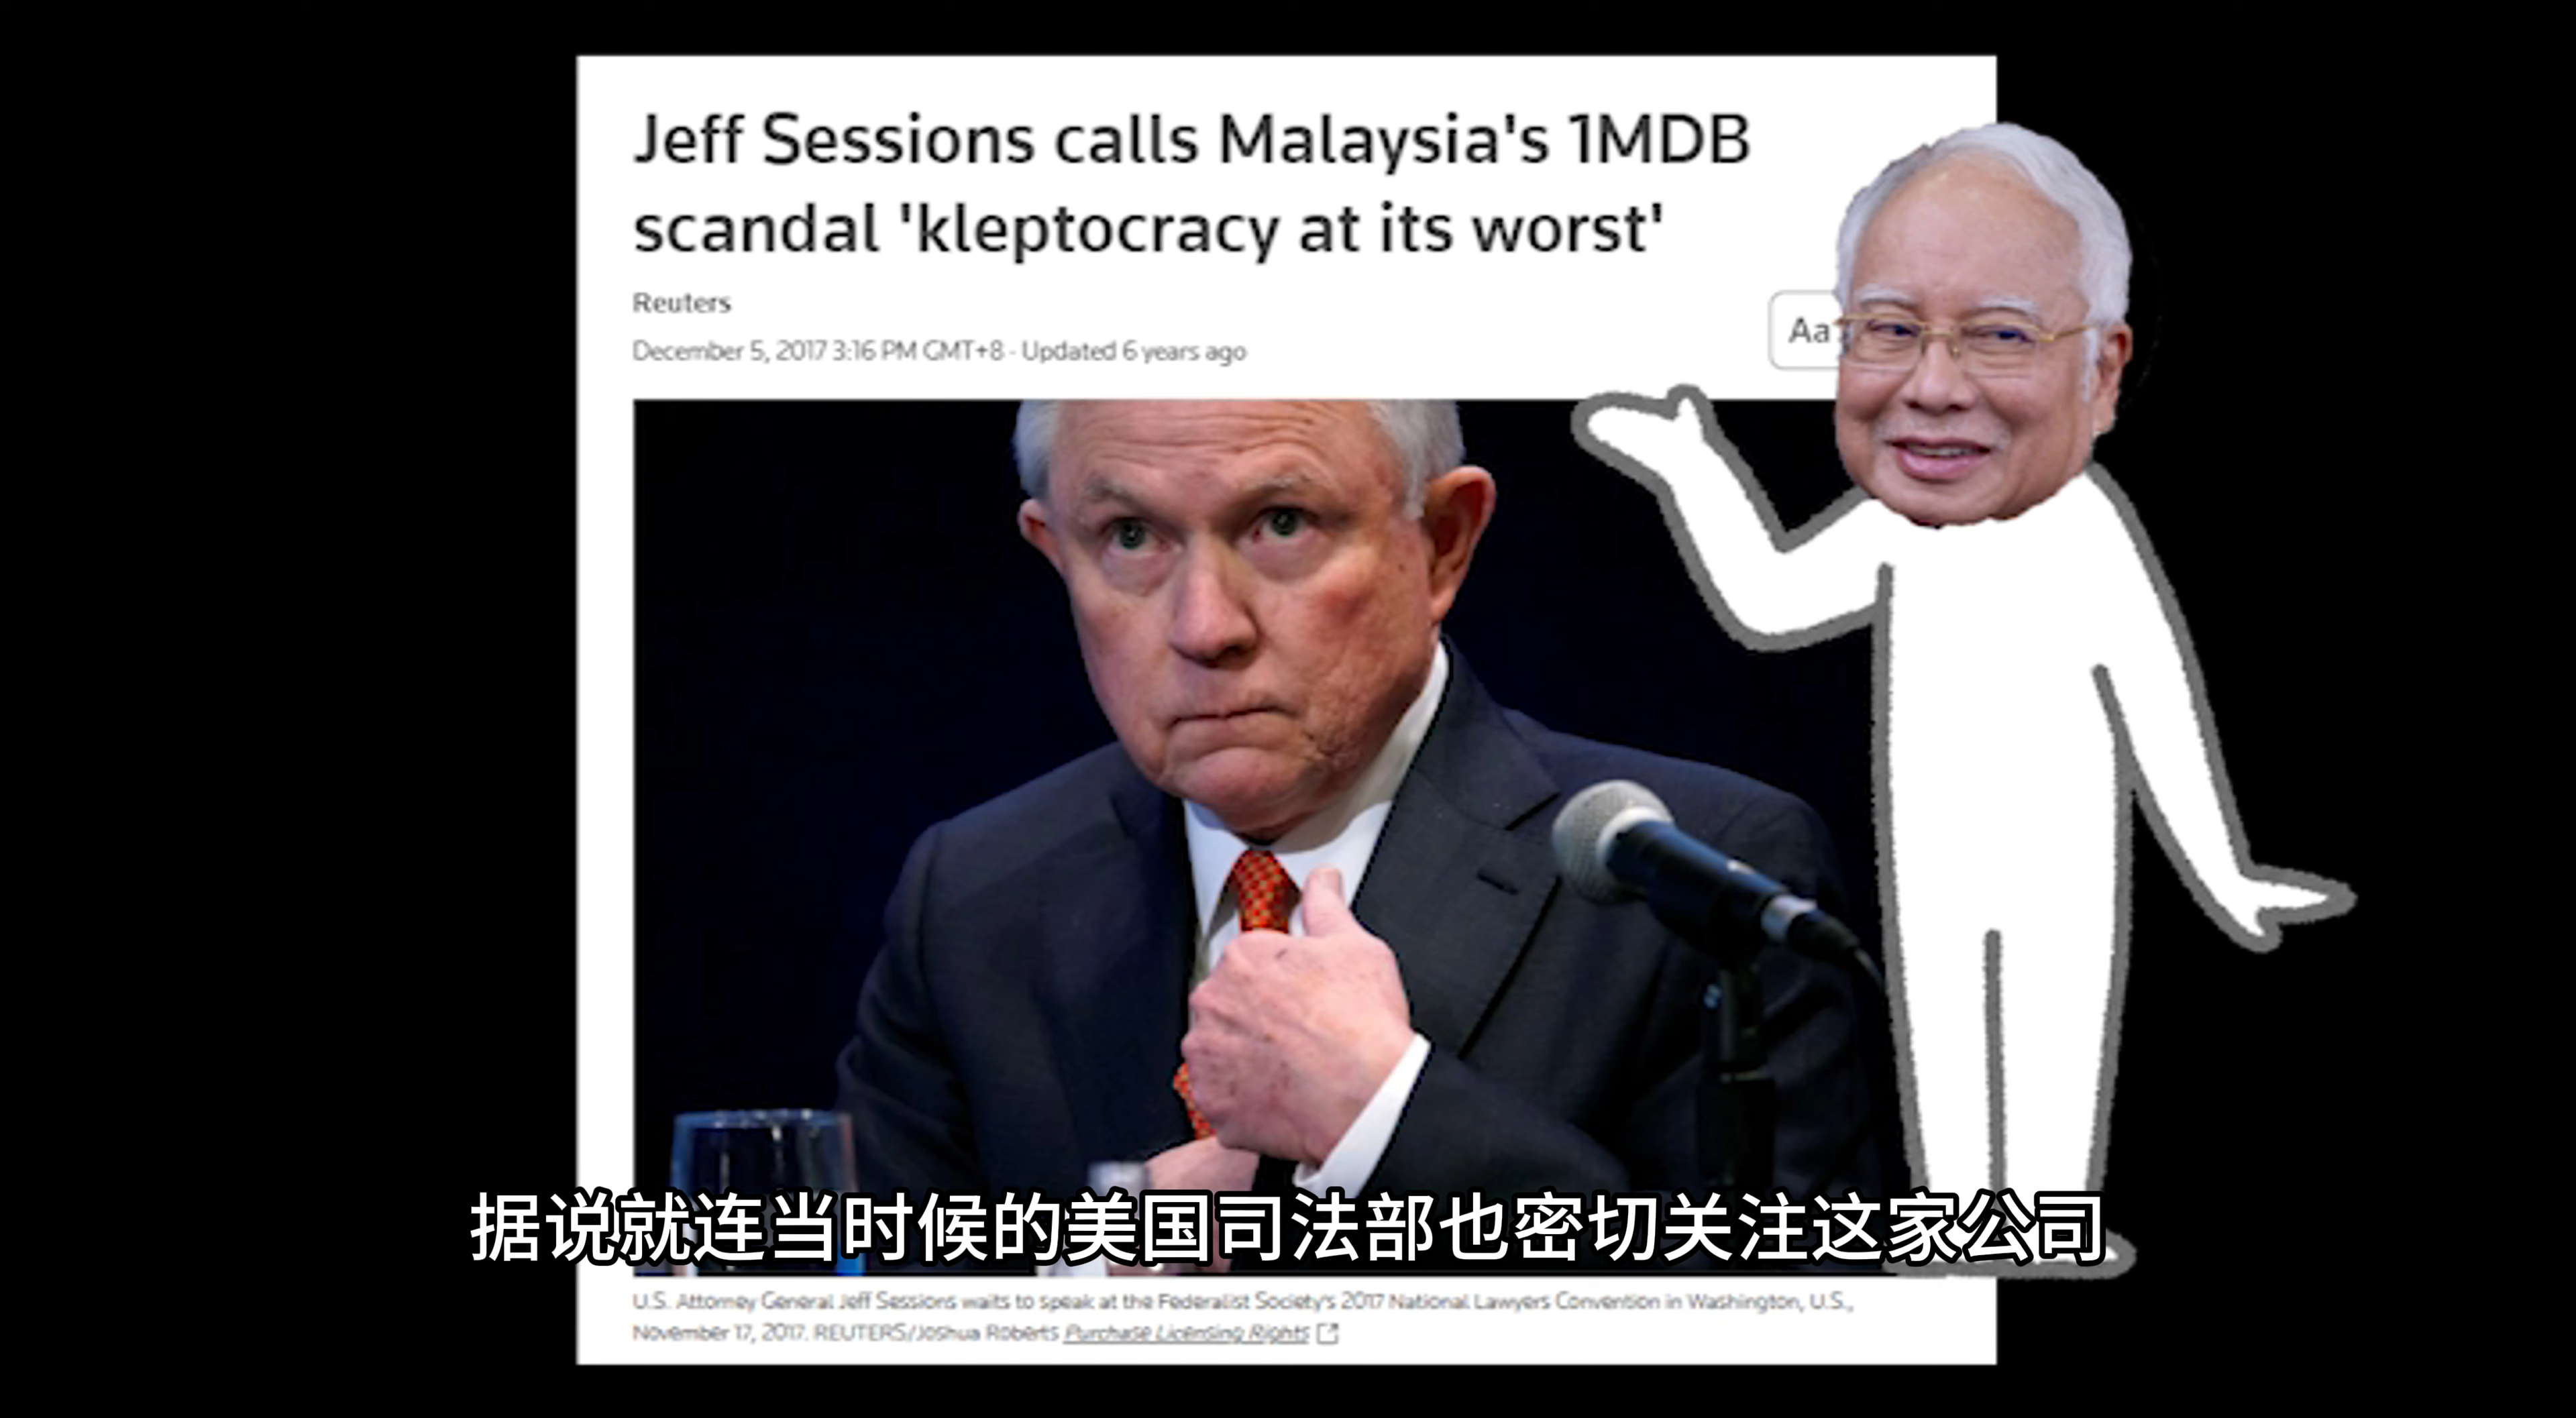 Jeff Sessions calls Malaysia's 1MDB
scandal 'kleptocracy at its worst'
Reuters
December 5, 2017 3:16 PM GMT+8 · Updated 6 years ago
Aa
据说就连当时候的美国司法部也密切关注这家公司
U.S. Attorney General Jeff Sessions waits to speak at the Federalist Society's 2017 National Lawyers Convention in Washington, U.S.,
November 17, 2017. REUTERS/Joshua Roberts Purchase Licensing Rights